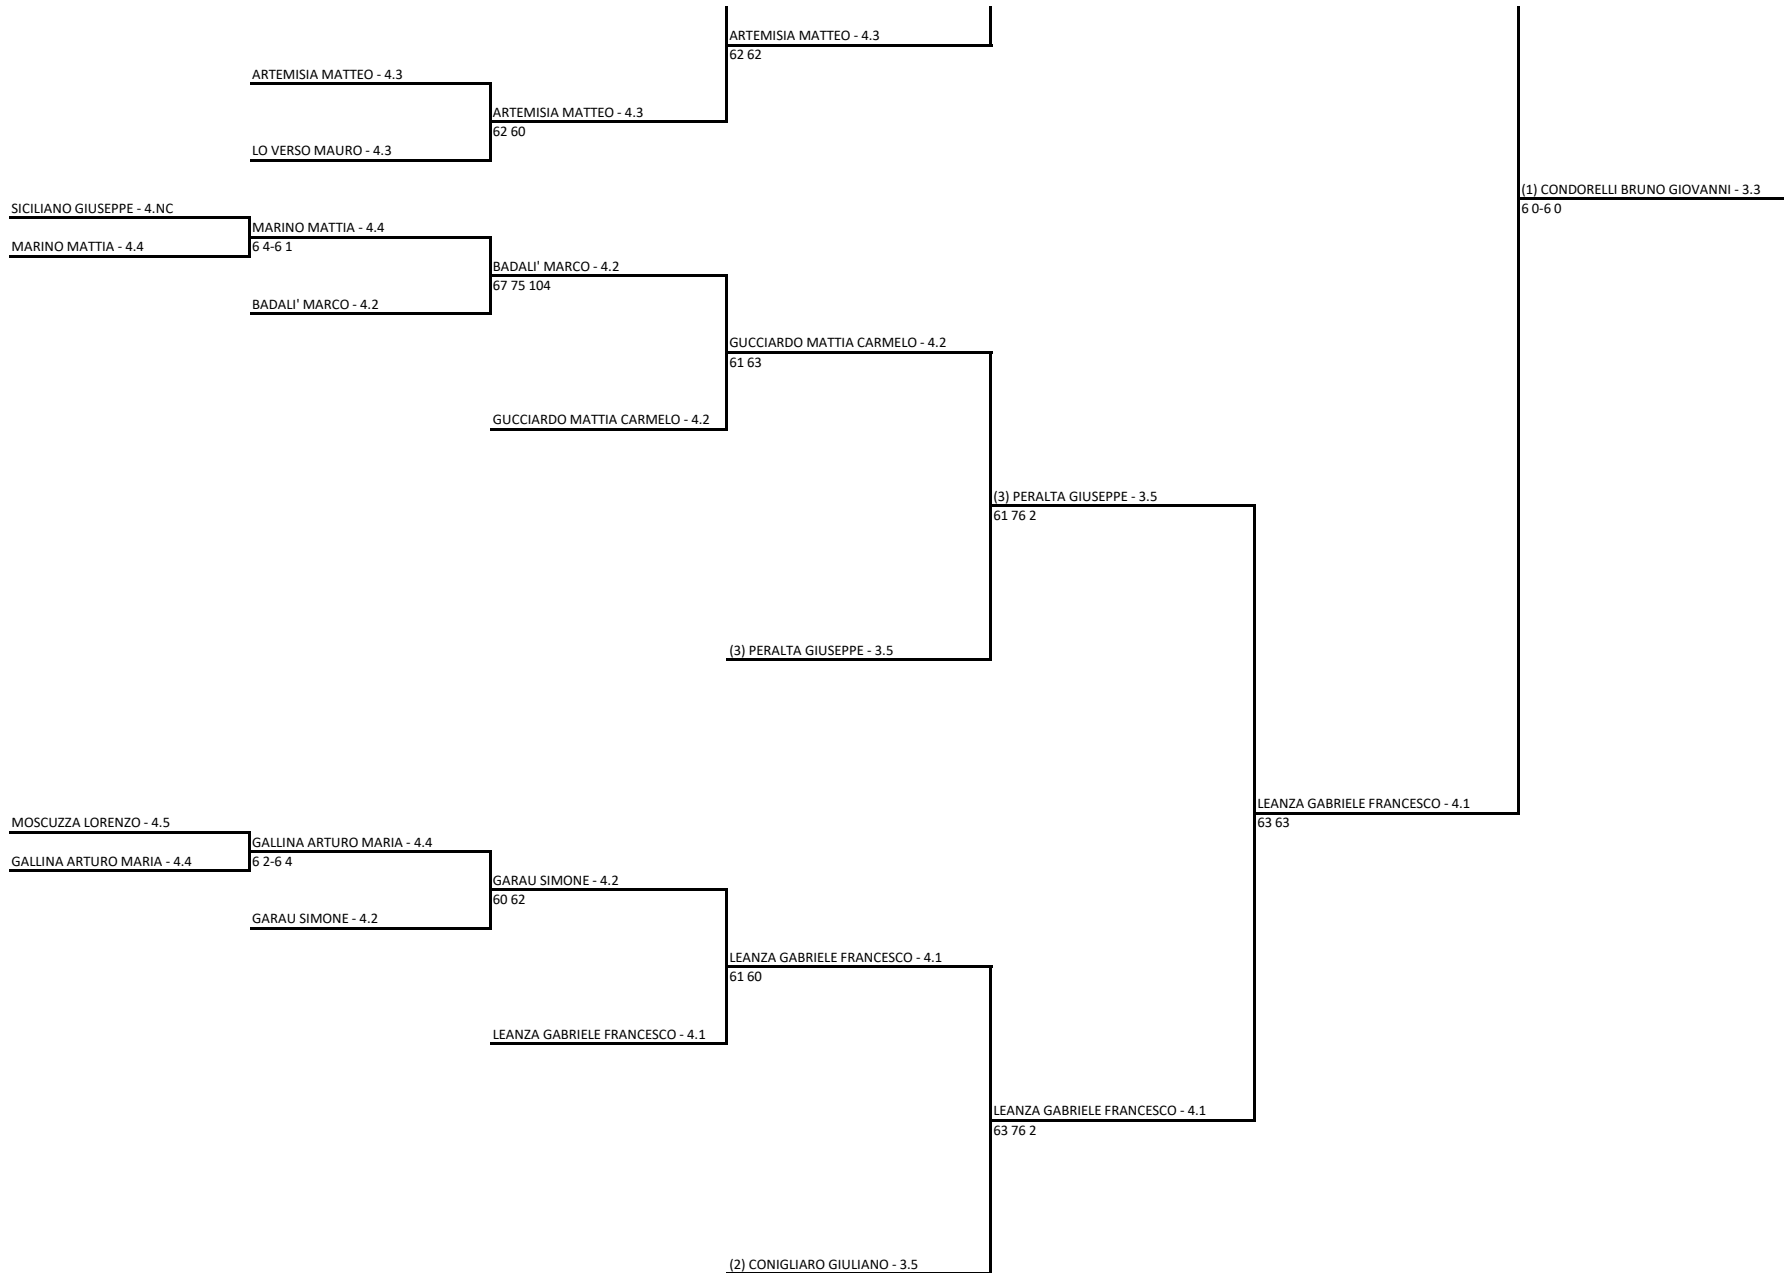 ARTEMISIA MATTEO - 4.3
62 62
ARTEMISIA MATTEO - 4.3
ARTEMISIA MATTEO - 4.3
62 60
LO VERSO MAURO - 4.3
(1) CONDORELLI BRUNO GIOVANNI - 3.3
6 0-6 0
SICILIANO GIUSEPPE - 4.NC
MARINO MATTIA - 4.4
MARINO MATTIA - 4.4
6 4-6 1
BADALI' MARCO - 4.2
67 75 104
BADALI' MARCO - 4.2
GUCCIARDO MATTIA CARMELO - 4.2
61 63
GUCCIARDO MATTIA CARMELO - 4.2
(3) PERALTA GIUSEPPE - 3.5
61 76 2
(3) PERALTA GIUSEPPE - 3.5
LEANZA GABRIELE FRANCESCO - 4.1
63 63
MOSCUZZA LORENZO - 4.5
GALLINA ARTURO MARIA - 4.4
GALLINA ARTURO MARIA - 4.4
6 2-6 4
GARAU SIMONE - 4.2
60 62
GARAU SIMONE - 4.2
LEANZA GABRIELE FRANCESCO - 4.1
61 60
LEANZA GABRIELE FRANCESCO - 4.1
LEANZA GABRIELE FRANCESCO - 4.1
63 76 2
(2) CONIGLIARO GIULIANO - 3.5